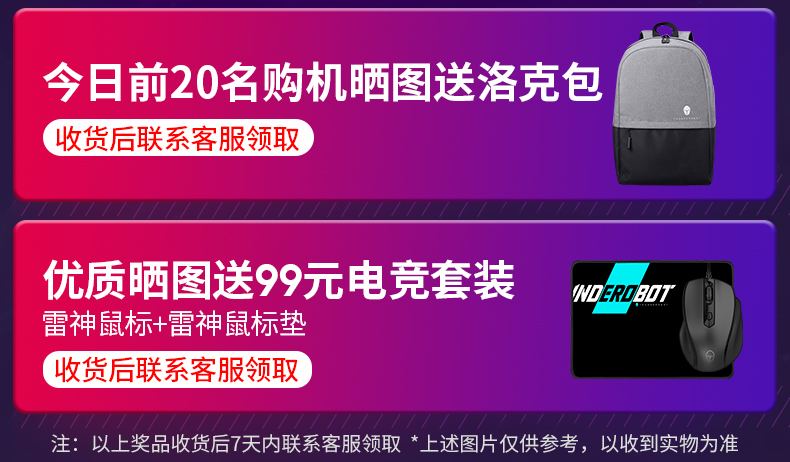 今日前20名购机晒图送洛克包
收货后联系客服领取
优质晒图送99元电竞套装
雷神鼠标+雷神鼠标垫
收货后联系客服领取
NDEROBOT
注：以上奖品收货后7天内联系客服领取 *上述图片仅供参考，以收到实物为准